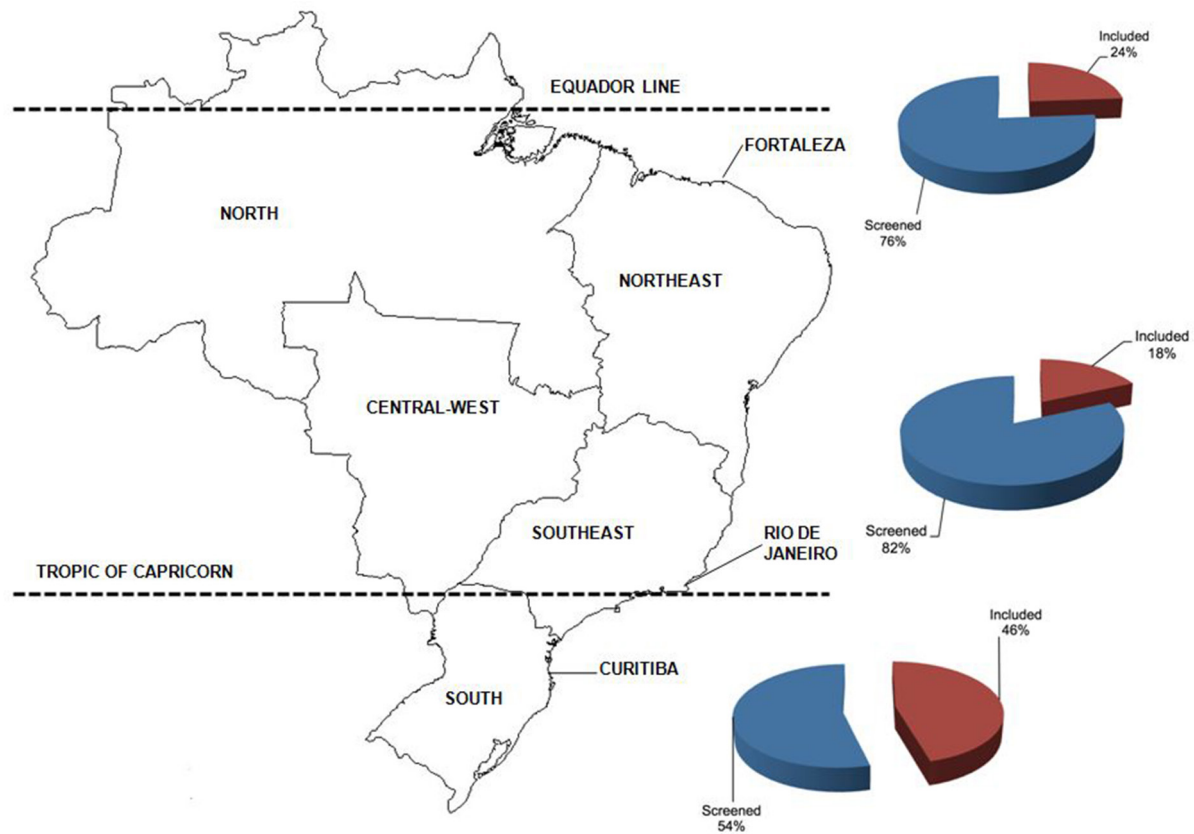 Included
24%
EQUADOR LINE
FORTALEZA
NORTH
Screened
76%
NORTHEAST
Included
18%
CENTRAL-WEST
SOUTHEAST
RIO DE
JANEIRO
Screened
82%
TROPIC OF CAPRICORN
Included
46%
CURITIBA
SOUTH
Screened
54%